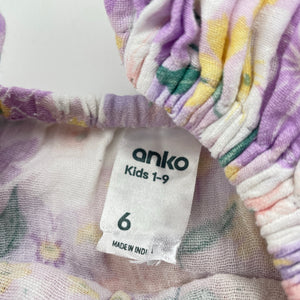 anko
Kids 1-9
6
MADE IN INDIA